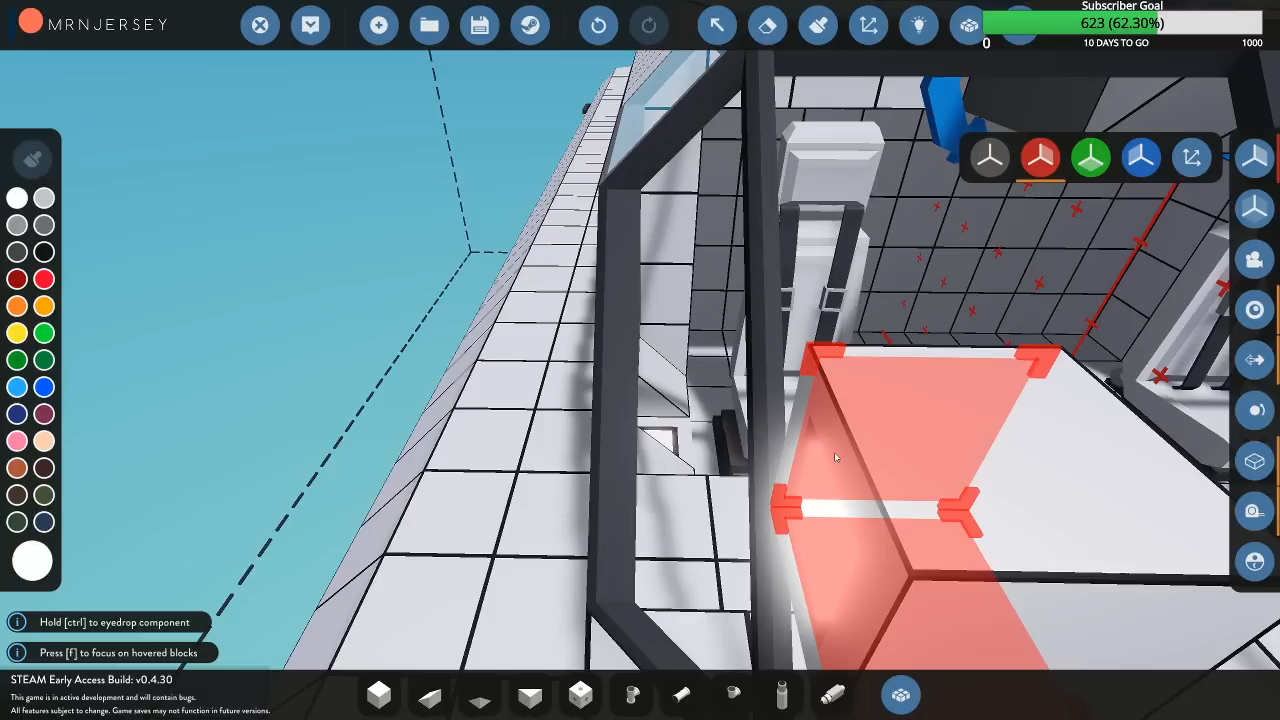 MRNJERSEY
Subscriber Goal
623 (62.30%)
0
10 DAYS TO GO
1000
Hold [ctrl] to eyedrop component
Press [f] to focus on hovered blocks
STEAM Early Access Build: v0.4.30
This game is in active development and will contain bugs.
All features subject to change. Game saves may not function in future versions.